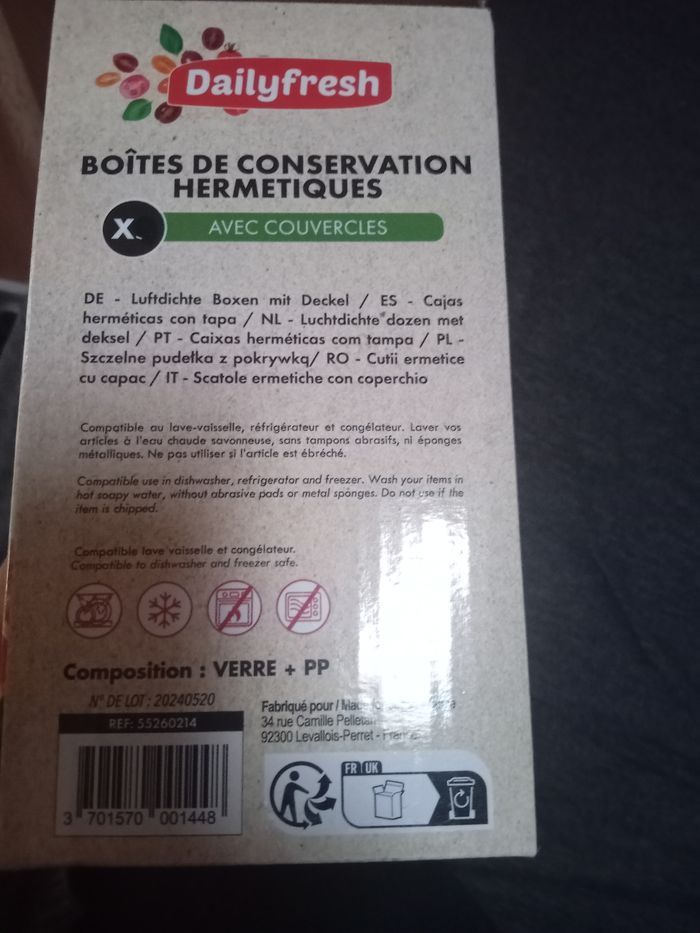 Dailyfresh
BOÎTES DE CONSERVATION
HERMETIQUES
X
AVEC COUVERCLES
DE - Luftdichte Boxen mit Deckel / ES - Cajas
herméticas con tapa / NL - Luchtdichte dozen met
deksel / PT - Caixas herméticas com tampa / PL -
Szczelne pudełka z pokrywką/ RO - Cutii ermetice
cu capac / IT - Scatole ermetiche con coperchio
Compatible au lave-vaisselle, réfrigérateur et congélateur. Laver vos
articles à l'eau chaude savonneuse, sans tampons abrasifs, ni éponges
métalliques. Ne pas utiliser si l'article est ébréché.
Compatible use in dishwasher, refrigerator and freezer. Wash your items in
hot soapy water, without abrasive pads or metal sponges. Do not use if the
item is chipped.
Compatible lave vaisselle et congélateur.
Compatible to dishwasher and freezer safe.
Composition : VERRE + PP
N° DE LOT : 20240520
REF: 55260214
3 701570 001448
Fabriqué pour /
34 rue Camille
92300 Levallois-Perret -
FR UK